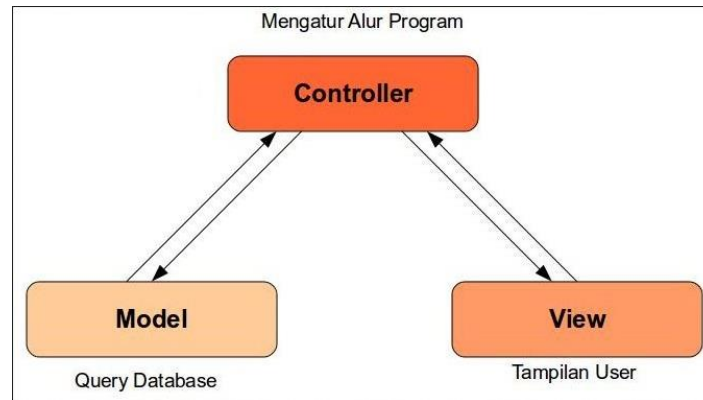 Mengatur Alur Program
Controller
Model
View
Query Database
Tampilan User